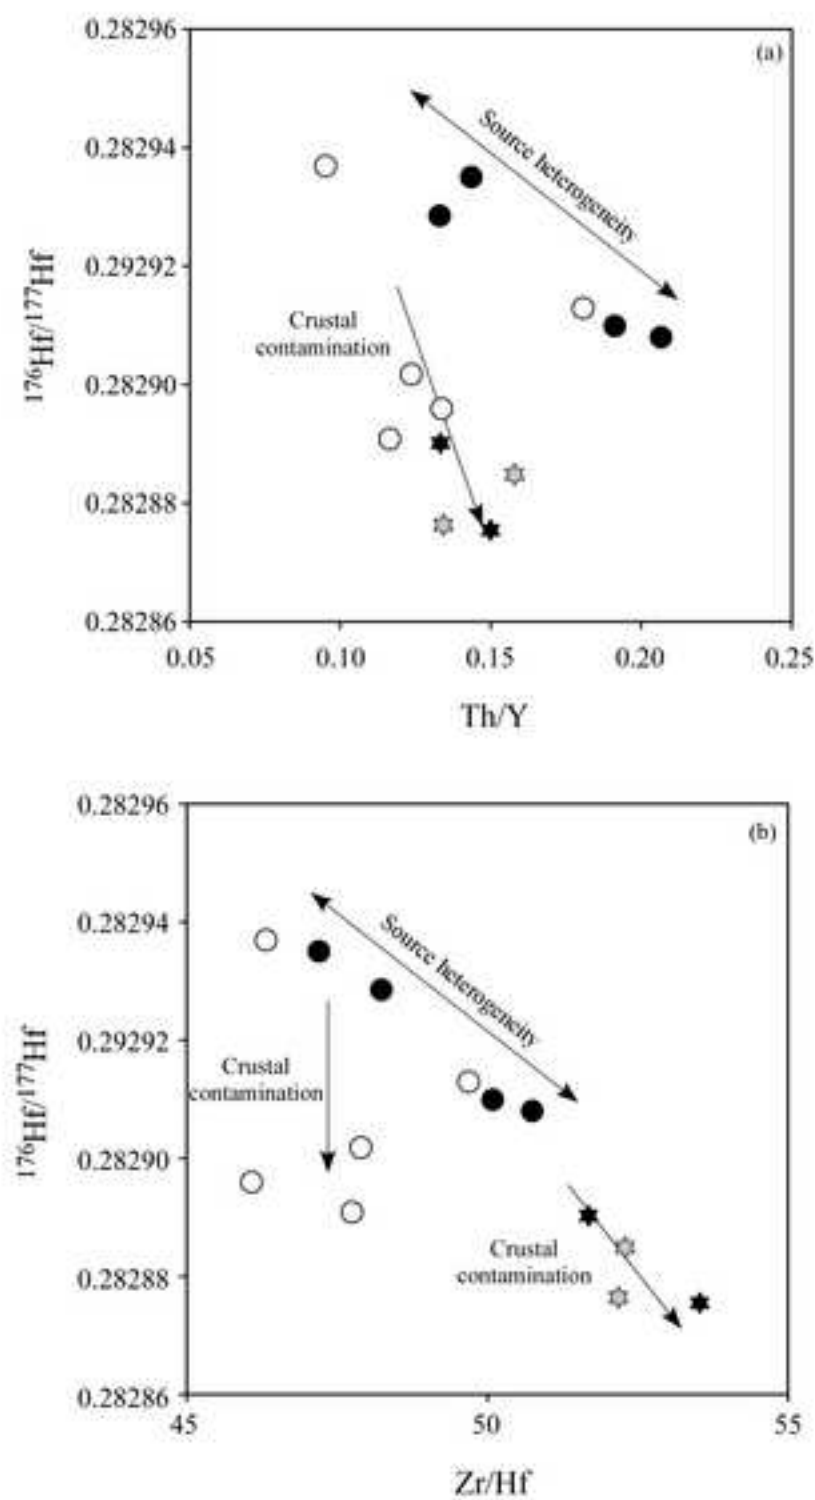 0.28296
(a)
Source heterogeneity
0.28294
0.29292
Crustal
contamination
0.28290
0.28288
0.28286
176Hf/177Hf
0.05 0.10 0.15 0.20 0.25
Th/Y
0.28296
(b)
Source heterogeneity
0.28294
0.29292
Crustal
contamination
0.28290
Crustal
contamination
0.28288
0.28286
176Hf/177Hf
45 50 55
Zr/Hf